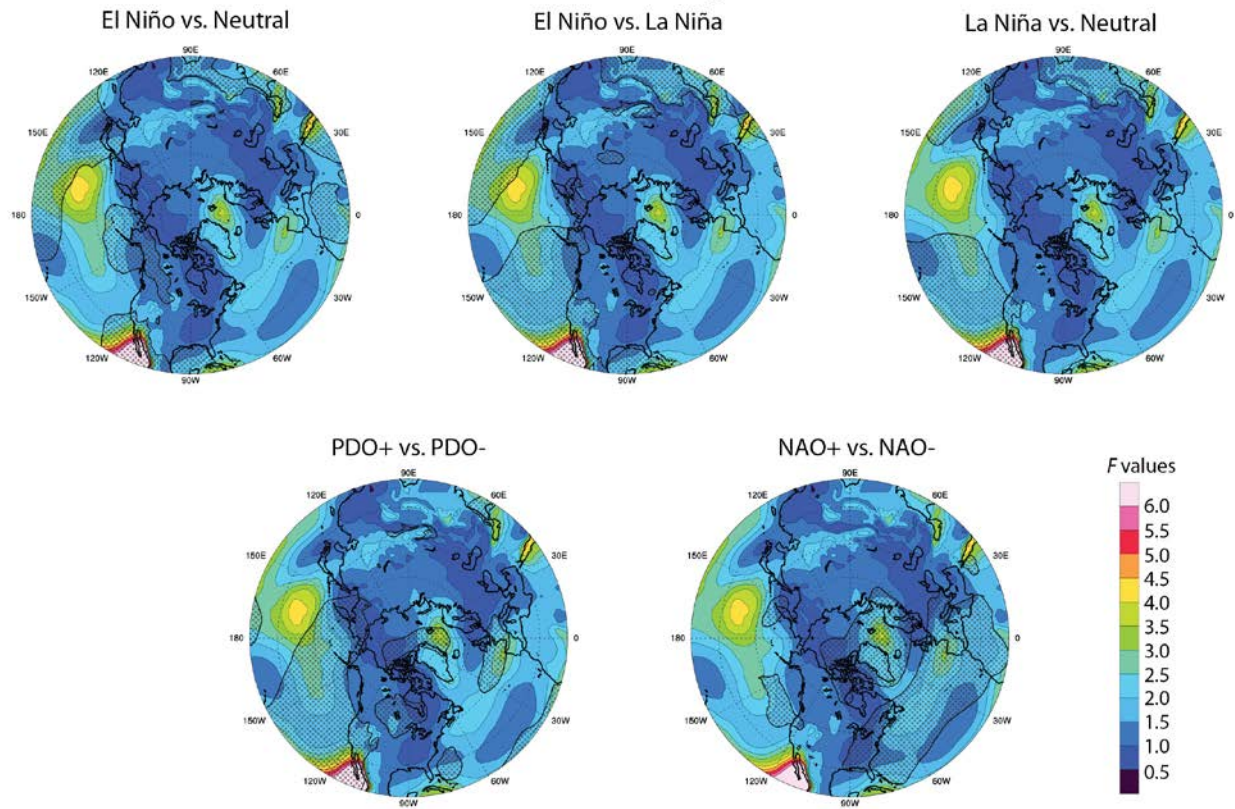 El Niño vs. Neutral
El Niño vs. La Niña
La Niña vs. Neutral
90E
120E
60E
150E
30E
180
0
150W
30W
120W
60W
90W
90E
120E
60E
150E
30E
180
0
150W
30W
120W
60W
90W
90E
120E
60E
150E
30E
180
0
150W
30W
120W
60W
90W
PDO+ vs. PDO-
NAO+ vs. NAO-
90E
120E
60E
150E
30E
180
0
150W
30W
120W
60W
90W
90E
120E
60E
150E
30E
180
0
150W
30W
120W
60W
90W
F values
6.0
5.5
5.0
4.5
4.0
3.5
3.0
2.5
2.0
1.5
1.0
0.5